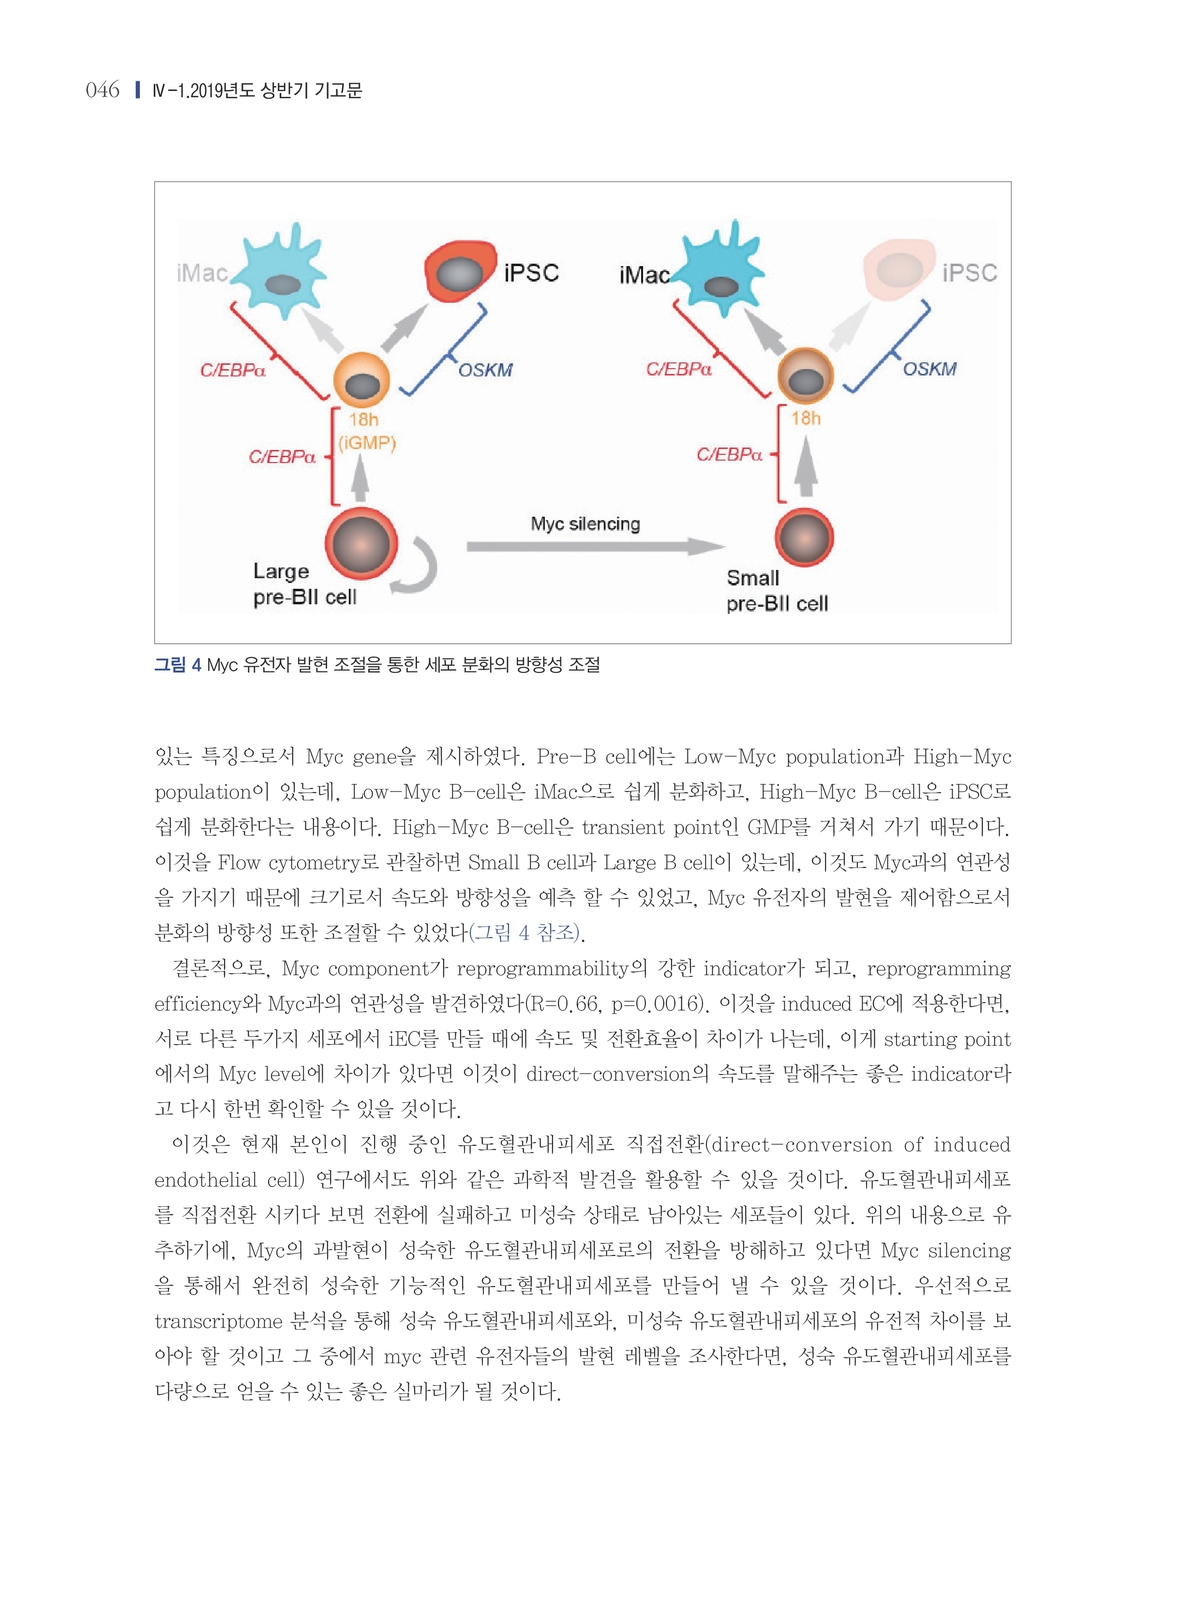 046 Ⅳ-1.2019년도 상반기 기고문
iMac iPSC iMac iPSC
C/EBPα OSKM C/EBPα OSKM
18h 18h
(iGMP)
C/EBPα C/EBPα
Myc silencing
Large
pre-BII cell
Small
pre-BII cell
그림 4 Myc 유전자 발현 조절을 통한 세포 분화의 방향성 조절
있는 특징으로서 Myc gene을 제시하였다. Pre-B cell에는 Low-Myc population과 High-Myc
population이 있는데, Low-Myc B-cell은 iMac으로 쉽게 분화하고, High-Myc B-cell은 iPSC로
쉽게 분화한다는 내용이다. High-Myc B-cell은 transient point인 GMP를 거쳐서 가기 때문이다.
이것을 Flow cytometry로 관찰하면 Small B cell과 Large B cell이 있는데, 이것도 Myc과의 연관성
을 가지기 때문에 크기로서 속도와 방향성을 예측 할 수 있었고, Myc 유전자의 발현을 제어함으로서
분화의 방향성 또한 조절할 수 있었다(그림 4 참조).
결론적으로, Myc component가 reprogrammability의 강한 indicator가 되고, reprogramming
efficiency와 Myc과의 연관성을 발견하였다(R=0.66, p=0.0016). 이것을 induced EC에 적용한다면,
서로 다른 두가지 세포에서 iEC를 만들 때에 속도 및 전환효율이 차이가 나는데, 이게 starting point
에서의 Myc level에 차이가 있다면 이것이 direct-conversion의 속도를 말해주는 좋은 indicator라
고 다시 한번 확인할 수 있을 것이다.
이것은 현재 본인이 진행 중인 유도혈관내피세포 직접전환(direct-conversion of induced
endothelial cell) 연구에서도 위와 같은 과학적 발견을 활용할 수 있을 것이다. 유도혈관내피세포
를 직접전환 시키다 보면 전환에 실패하고 미성숙 상태로 남아있는 세포들이 있다. 위의 내용으로 유
추하기에, Myc의 과발현이 성숙한 유도혈관내피세포로의 전환을 방해하고 있다면 Myc silencing
을 통해서 완전히 성숙한 기능적인 유도혈관내피세포를 만들어 낼 수 있을 것이다. 우선적으로
transcriptome 분석을 통해 성숙 유도혈관내피세포와, 미성숙 유도혈관내피세포의 유전적 차이를 보
아야 할 것이고 그 중에서 myc 관련 유전자들의 발현 레벨을 조사한다면, 성숙 유도혈관내피세포를
다량으로 얻을 수 있는 좋은 실마리가 될 것이다.